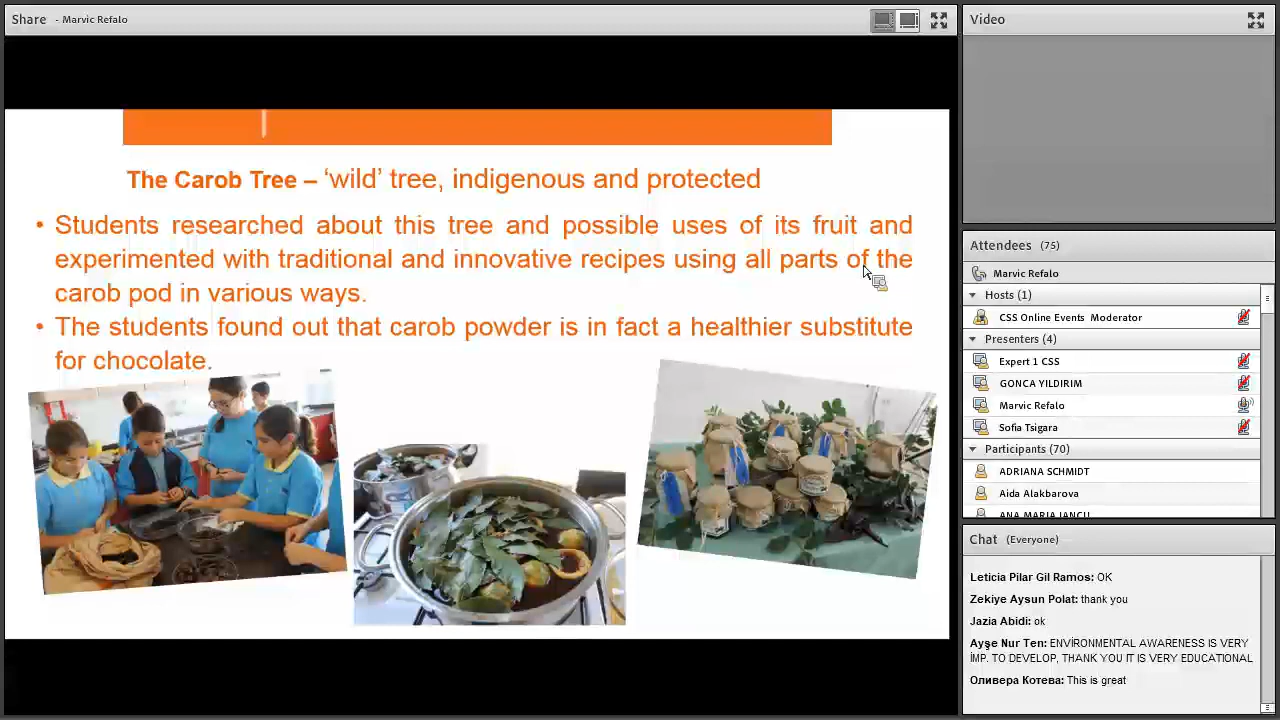 Share - Marvic Refalo
The Carob Tree – ‘wild’ tree, indigenous and protected
• Students researched about this tree and possible uses of its fruit and
experimented with traditional and innovative recipes using all parts of the
carob pod in various ways.
• The students found out that carob powder is in fact a healthier substitute
for chocolate.
Video
Attendees (75)
Marvic Refalo
Hosts (1)
CSS Online Events Moderator
Presenters (4)
Expert 1 CSS
GONCA YILDIRIM
Marvic Refalo
Sofia Tsigara
Participants (70)
ADRIANA SCHMIDT
Aida Alakbarova
ANA MARIA IANCU
Chat (Everyone)
Leticia Pilar Gil Ramos: OK
Zekiye Aysun Polat: thank you
Jazia Abidi: ok
Ayşe Nur Ten: ENVİRONMENTAL AWARENESS IS VERY
İMP. TO DEVELOP, THANK YOU IT IS VERY EDUCATIONAL
Оливера Котева: This is great